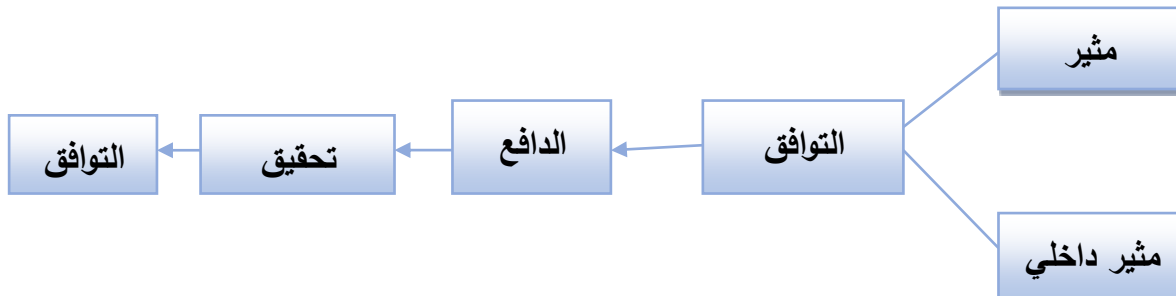 مثير
التوافق
الدافع
تحقيق
التوافق
مثير داخلي